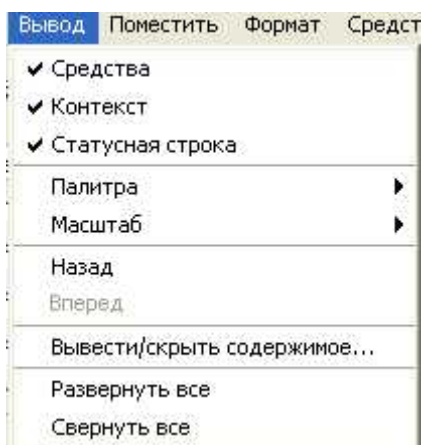 Вывод Поместить Формат Средст
Средства
Контекст
Статусная строка
Палитра
Масштаб
Назад
Вперед
Вывести/скрыть содержимое...
Развернуть все
Свернуть все